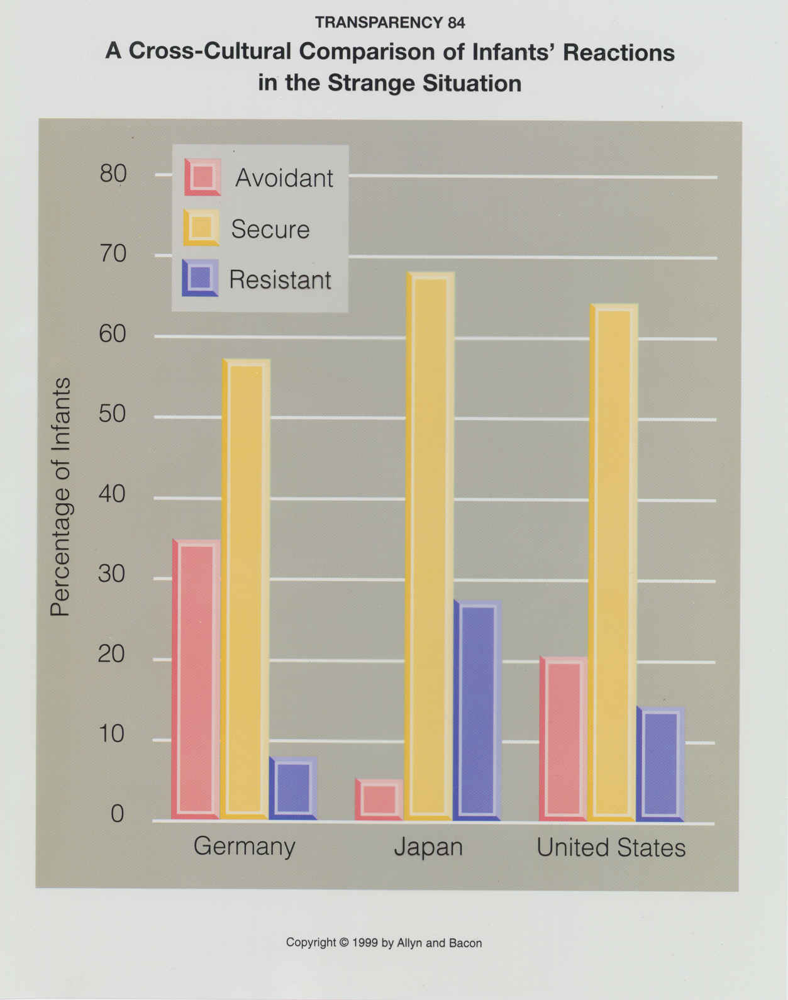 TRANSPARENCY 84
A Cross-Cultural Comparison of Infants’ Reactions
in the Strange Situation
Avoidant
Secure
Resistant
80
70
60
50
40
30
20
10
0
Percentage of Infants
Germany
Japan
United States
Copyright © 1999 by Allyn and Bacon